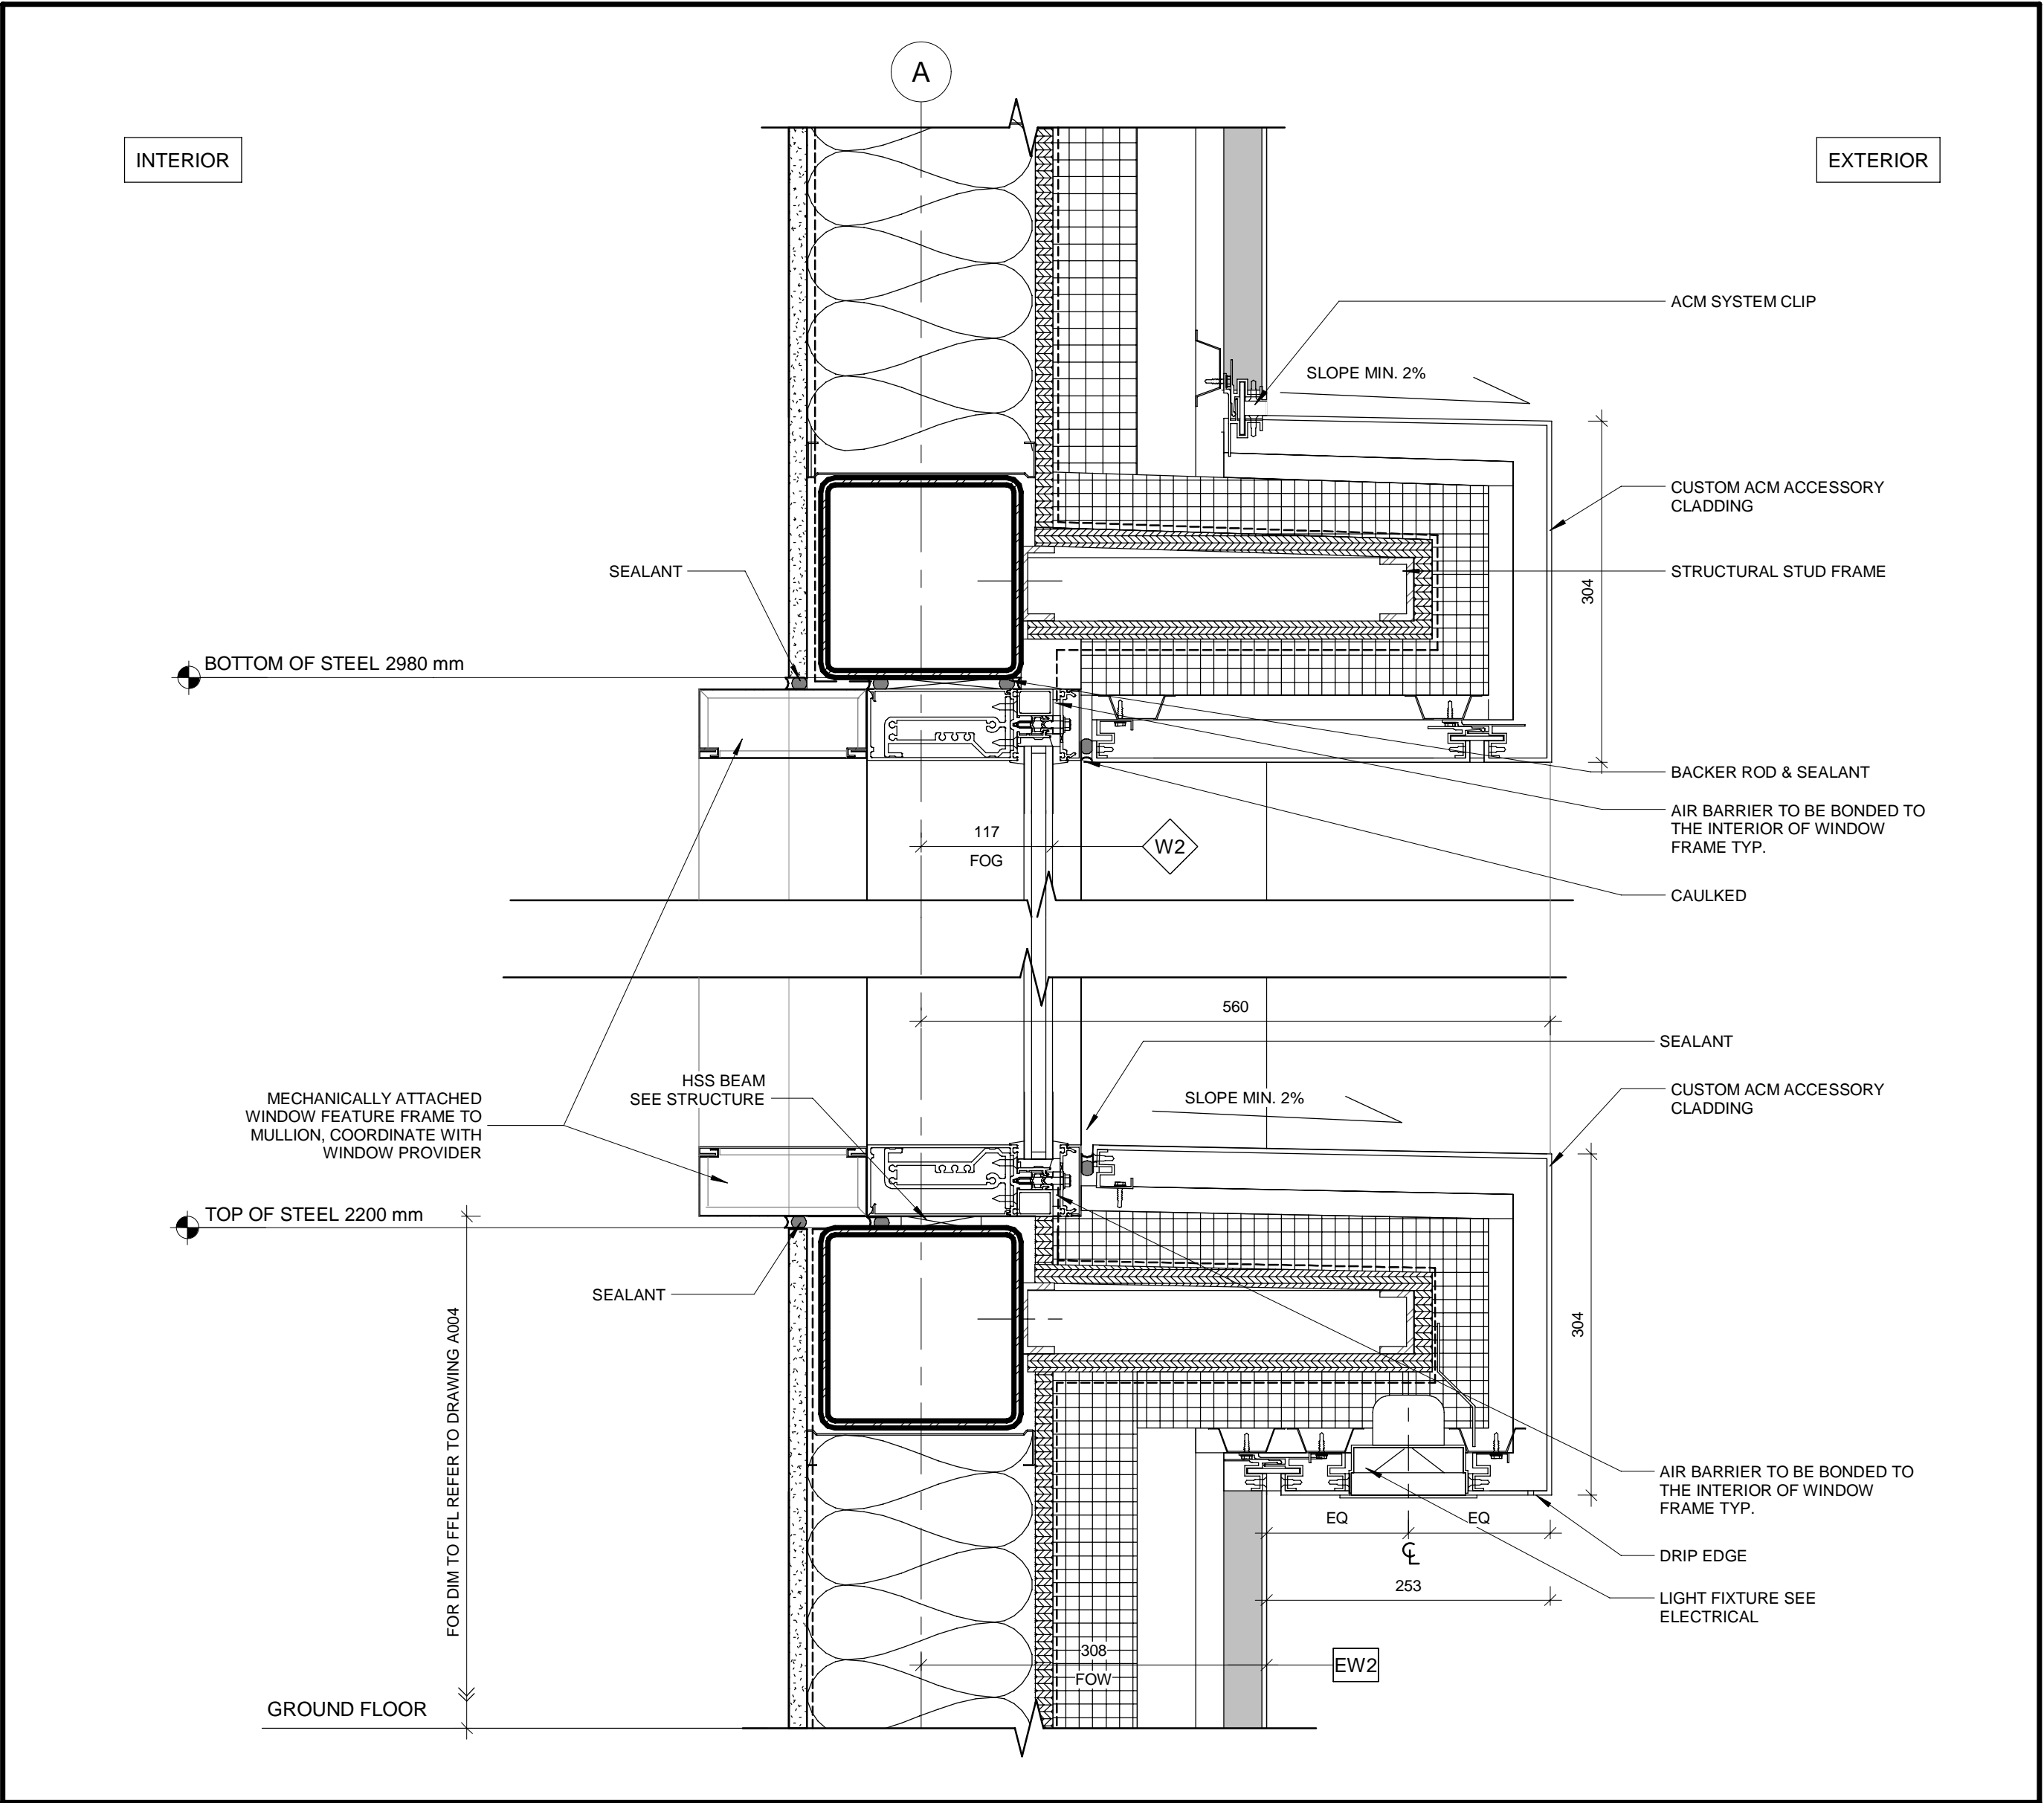 A
INTERIOR
EXTERIOR
ACM SYSTEM CLIP
SLOPE MIN. 2%
CUSTOM ACM ACCESSORY
CLADDING
SEALANT
STRUCTURAL STUD FRAME
304
BOTTOM OF STEEL 2980 mm
BACKER ROD & SEALANT
AIR BARRIER TO BE BONDED TO
THE INTERIOR OF WINDOW
FRAME TYP.
117
FOG
W2
CAULKED
560
SEALANT
HSS BEAM
SEE STRUCTURE
MECHANICALLY ATTACHED
WINDOW FEATURE FRAME TO
MULLION, COORDINATE WITH
WINDOW PROVIDER
SLOPE MIN. 2%
CUSTOM ACM ACCESSORY
CLADDING
TOP OF STEEL 2200 mm
SEALANT
304
FOR DIM TO FFL REFER TO DRAWING A004
AIR BARRIER TO BE BONDED TO
THE INTERIOR OF WINDOW
FRAME TYP.
EQ
EQ
CL
DRIP EDGE
253
LIGHT FIXTURE SEE
ELECTRICAL
308
FOW
EW2
GROUND FLOOR